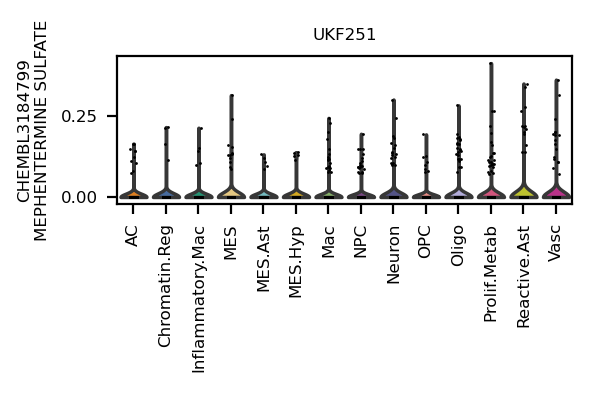 UKF251
CHEMBL3184799
MEPHENTERMINE SULFATE
0.25
0.00
AC
Chromatin.Reg
Inflammatory.Mac
MES
MES.Ast
MES.Hyp
Mac
NPC
Neuron
OPC
Oligo
Prolif.Metab
Reactive.Ast
Vasc